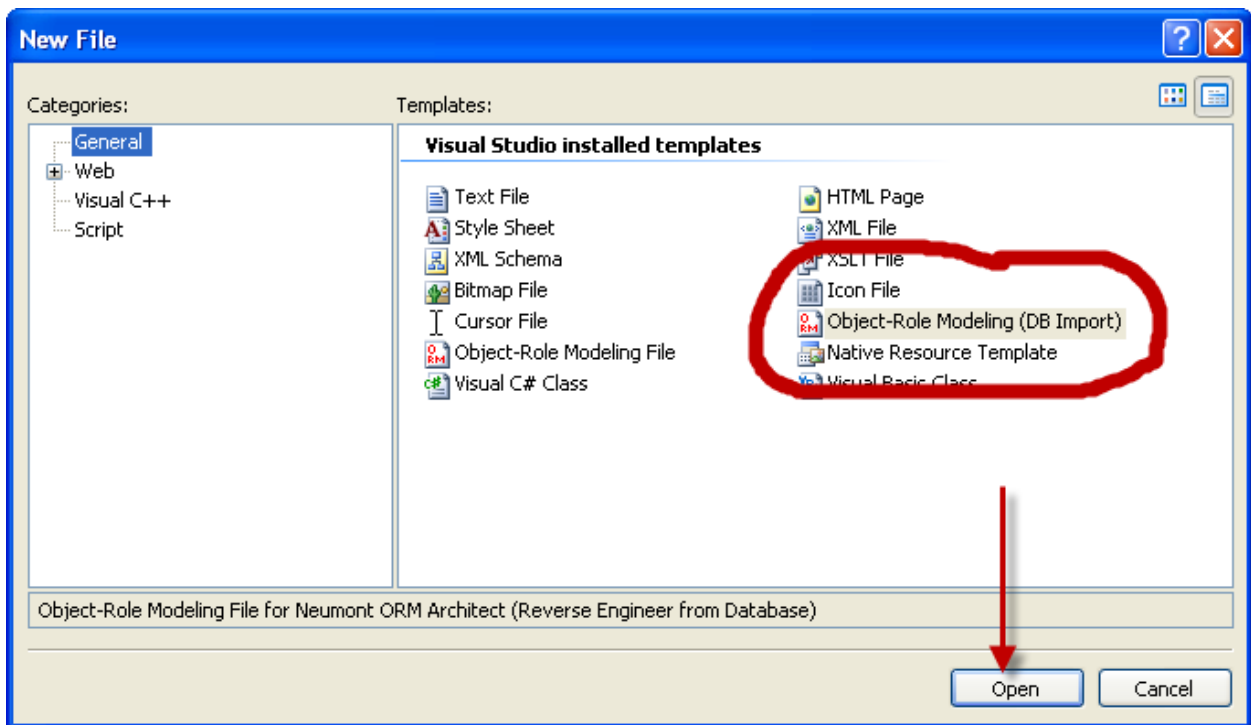 New File
Categories:
Templates:
General
Web
Visual C++
Script
Visual Studio installed templates
Text File
HTML Page
Style Sheet
XML File
XML Schema
XSLT File
Bitmap File
Icon File
Cursor File
Object-Role Modeling (DB Import)
Object-Role Modeling File
Native Resource Template
Visual C# Class
Visual Basic Class
Object-Role Modeling File for Neumont ORM Architect (Reverse Engineer from Database)
Open
Cancel